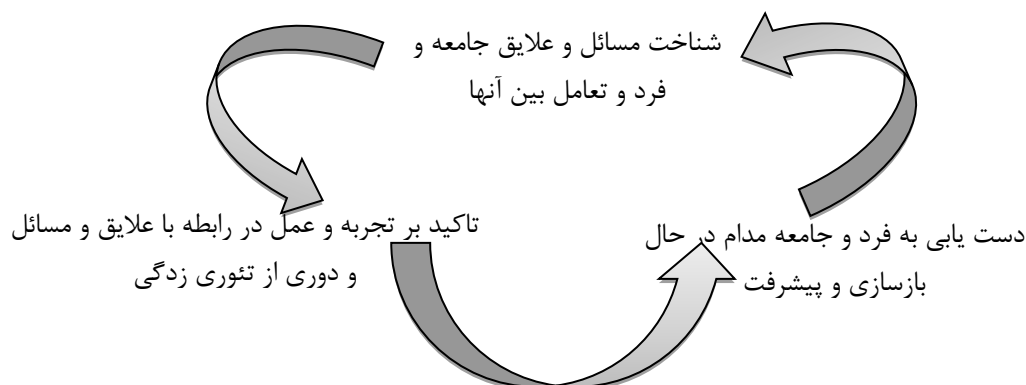 شناخت مسائل و علایق جامعه و
فرد و تعامل بین آنها
تاکید بر تجربه و عمل در رابطه با علایق و مسائل
و دوری از تئوری زدگی
دست یابی به فرد و جامعه مدام در حال
بازسازی و پیشرفت